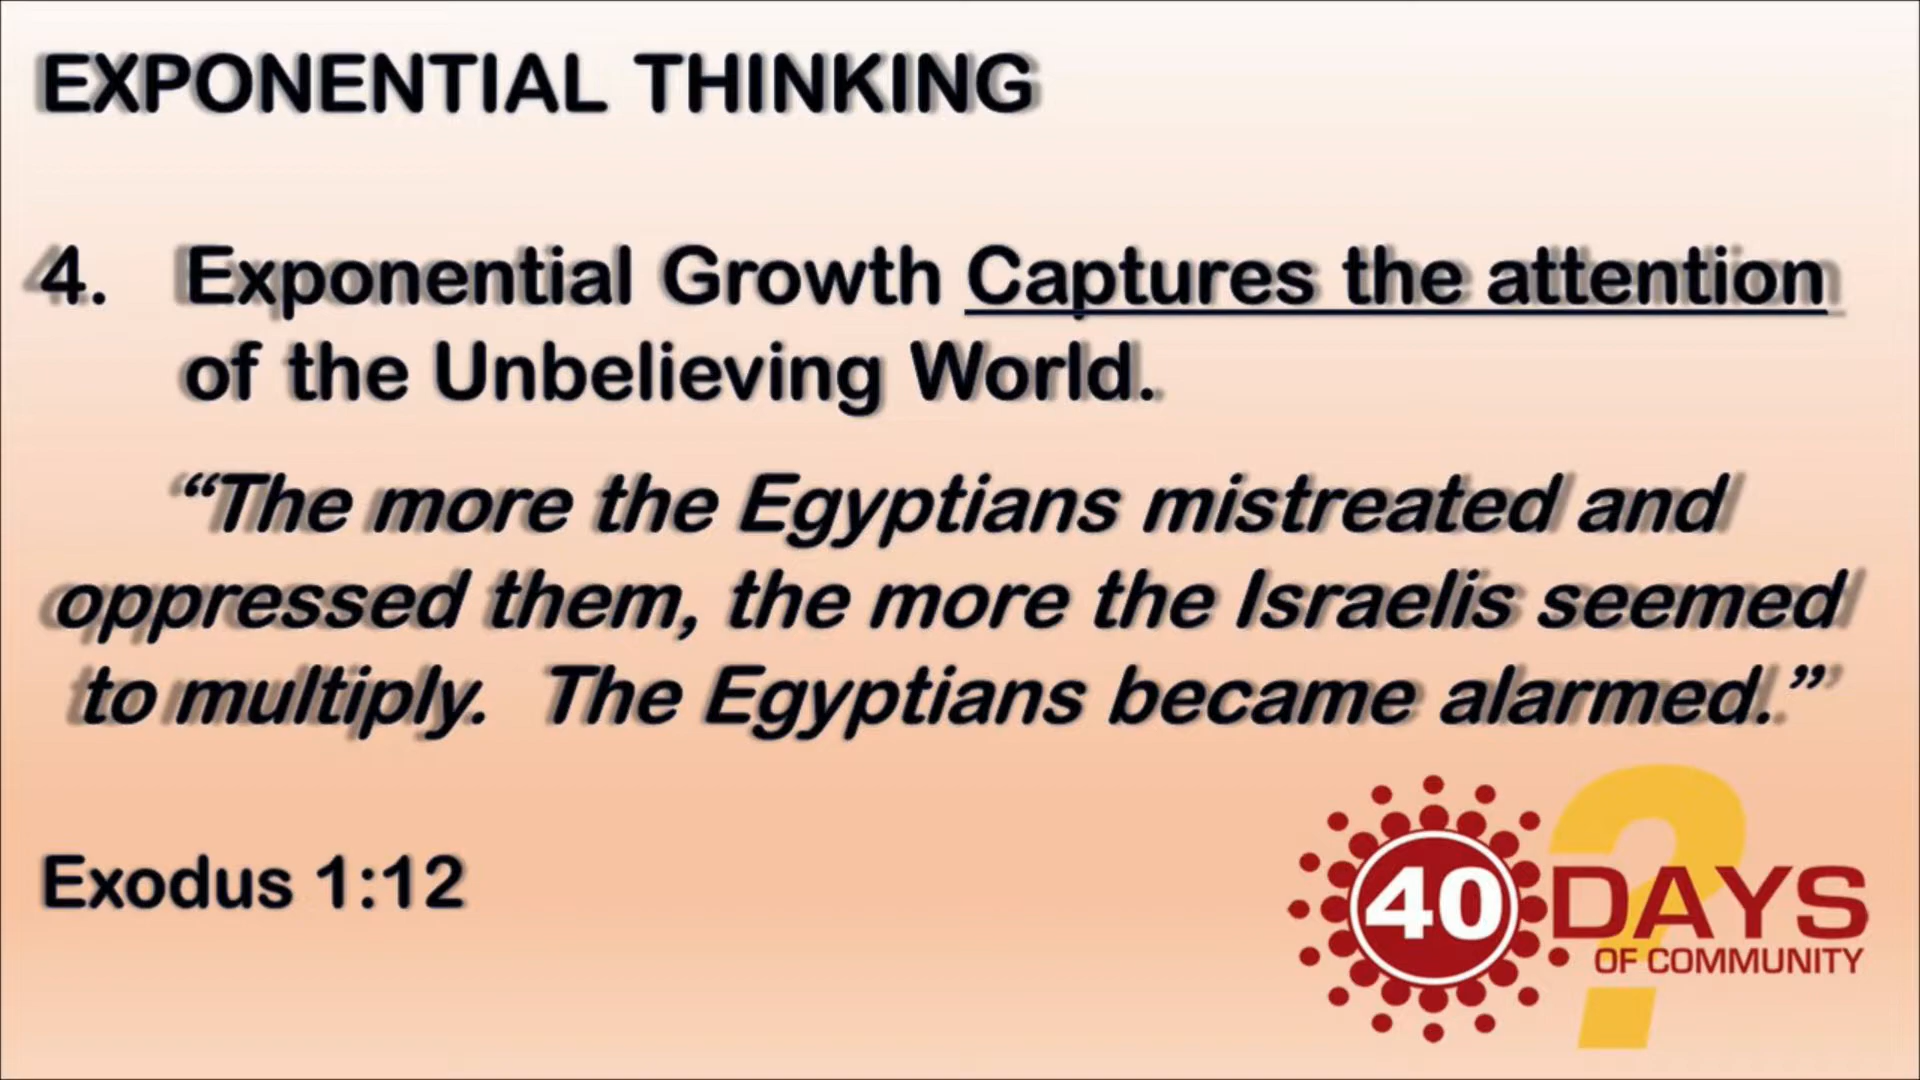 EXPONENTIAL THINKING
4. Exponential Growth Captures the attention
of the Unbelieving World.
“The more the Egyptians mistreated and
oppressed them, the more the Israelis seemed
to multiply. The Egyptians became alarmed.”
Exodus 1:12
?
40 DAYS
OF COMMUNITY